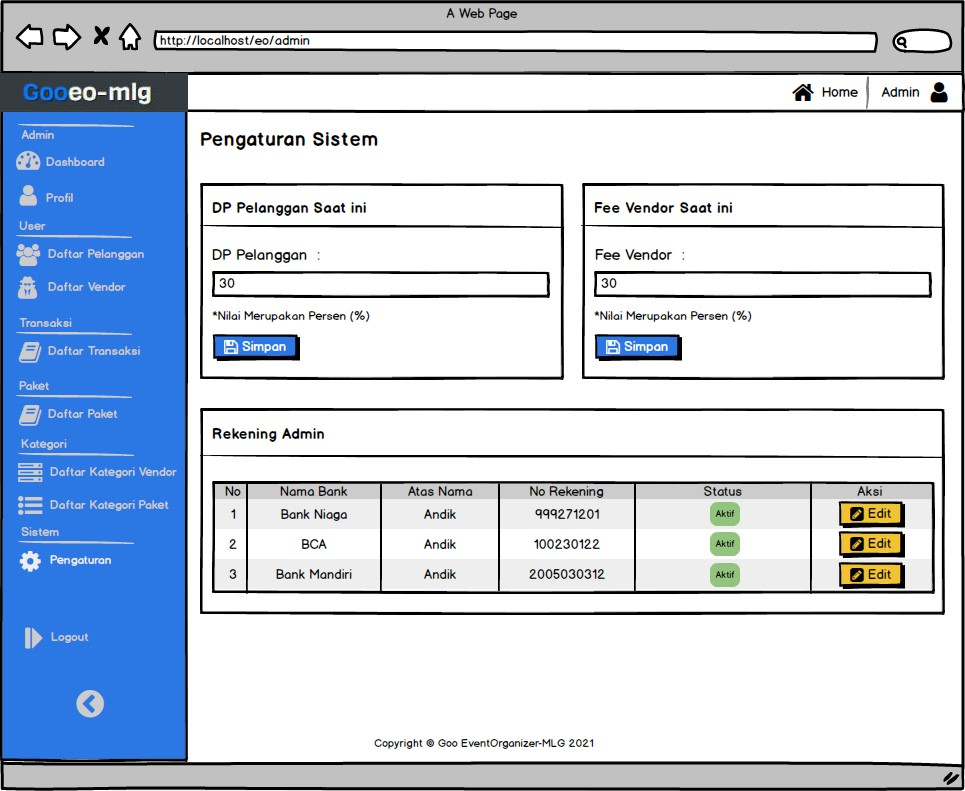 A Web Page
http://localhost/eo/admin
Gooeo-mlg
Home
Admin
Admin
Dashboard
Profil
User
Daftar Pelanggan
Daftar Vendor
Transaksi
Daftar Transaksi
Paket
Daftar Paket
Kategori
Daftar Kategori Vendor
Daftar Kategori Paket
Sistem
Pengaturan
Logout
Pengaturan Sistem
DP Pelanggan Saat ini
DP Pelanggan :
30
*Nilai Merupakan Persen (%)
Simpan
Fee Vendor Saat ini
Fee Vendor :
30
*Nilai Merupakan Persen (%)
Simpan
Rekening Admin
No Nama Bank Atas Nama No Rekening Status Aksi
1 Bank Niaga Andik 999271201 Aktif Edit
2 BCA Andik 100230122 Aktif Edit
3 Bank Mandiri Andik 2005030312 Aktif Edit
Copyright © Goo EventOrganizer-MLG 2021